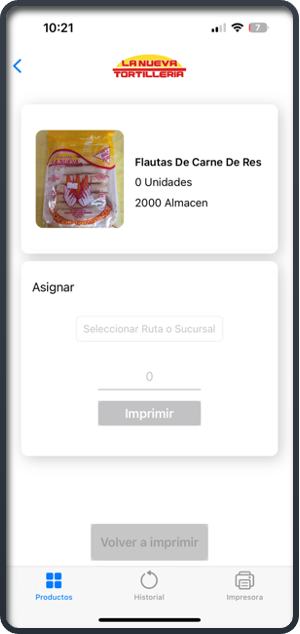 10:21
7
LA NUEVA
TORTILLERIA
LA NUEVA
Flautas De Carne De Res
0 Unidades
2000 Almacen
Asignar
Seleccionar Ruta o Sucursal
0
Imprimir
Volver a imprimir
Productos
Historial
Impresora